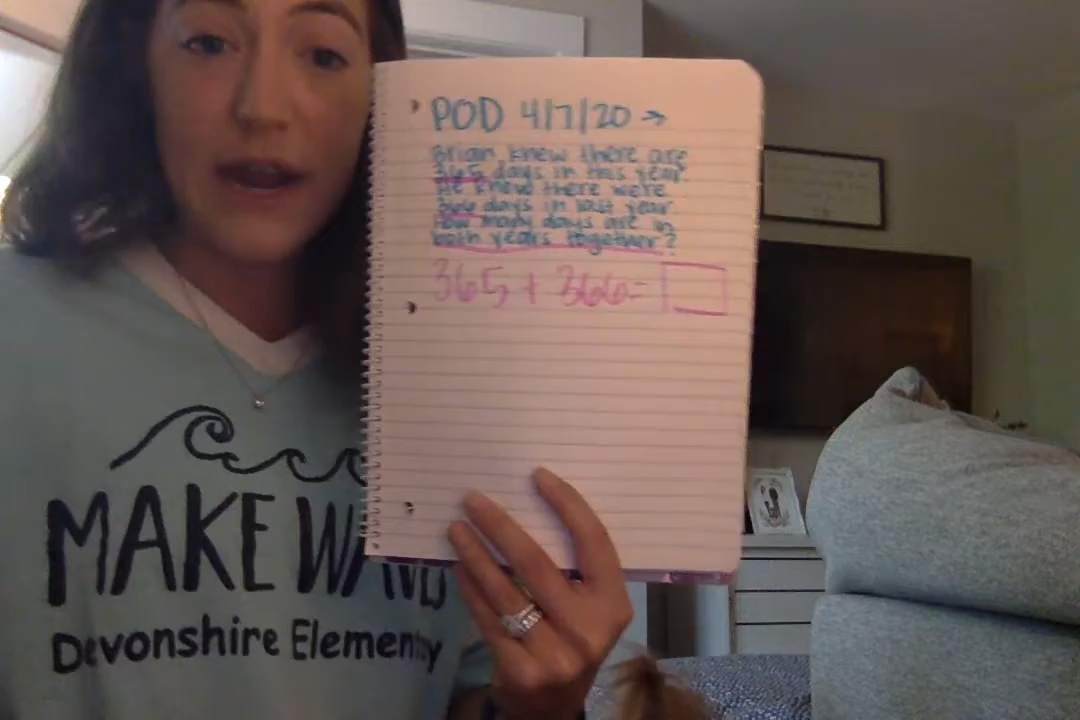 POD 4/7/20 →
Brian knew there are
365 days in this year.
He knew there were
366 days in last year.
How many days are in
both years together?
365 + 366 =
MAKE WAVES
Devonshire Elementary